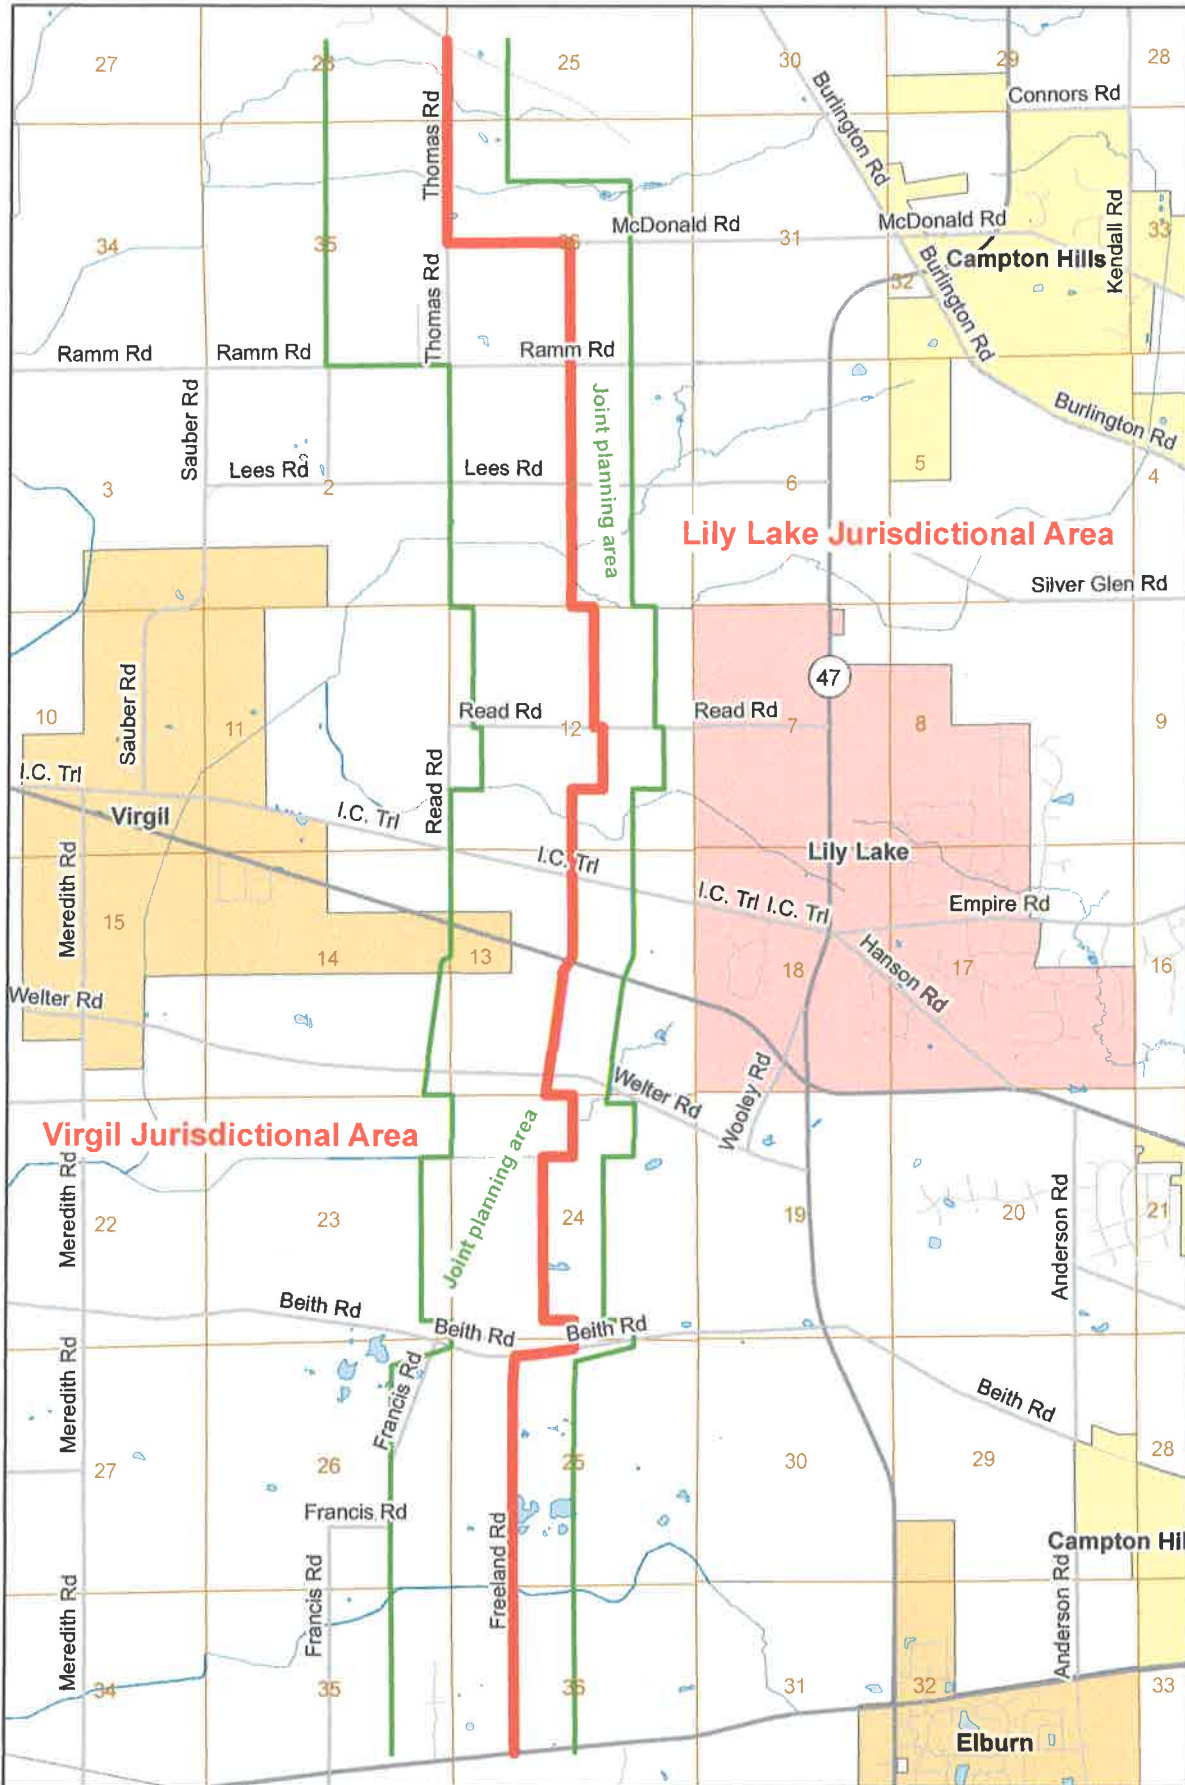 27
26
25
30
29
28
Connors Rd
Burlington Rd
Thomas Rd
McDonald Rd
McDonald Rd
Kendall Rd
33
34
35
36
31
Campton Hills
32
Burlington Rd
Thomas Rd
Ramm Rd
Ramm Rd
Ramm Rd
Sauber Rd
Joint planning area
Burlington Rd
Lees Rd
Lees Rd
3
2
6
5
4
Lily Lake Jurisdictional Area
Silver Glen Rd
47
Sauber Rd
10
11
Read Rd
12
Read Rd
7
8
9
I.C. Trl
Read Rd
Virgil
I.C. Trl
I.C. Trl
Lily Lake
Meredith Rd
I.C. Trl
I.C. Trl
Empire Rd
15
14
13
18
Hanson Rd
17
16
Welter Rd
Welter Rd
Wooley Rd
Virgil Jurisdictional Area
Joint planning area
Meredith Rd
22
23
24
19
20
21
Anderson Rd
Beith Rd
Beith Rd
Beith Rd
Meredith Rd
Francis Rd
Beith Rd
27
26
25
30
29
28
Francis Rd
Freeland Rd
Campton Hil
Meredith Rd
Francis Rd
Anderson Rd
34
35
36
31
32
33
Elburn